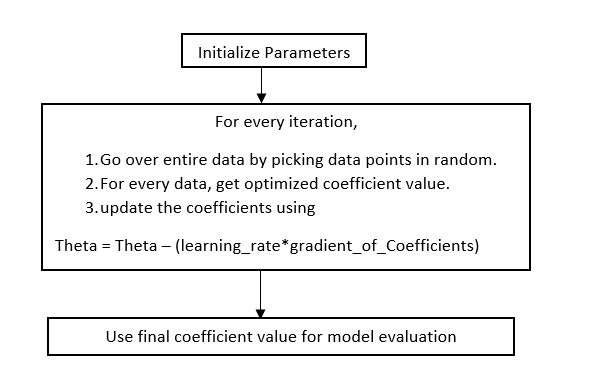 Initialize Parameters
For every iteration,
1.Go over entire data by picking data points in random.
2.For every data, get optimized coefficient value.
3.update the coefficients using
Theta = Theta – (learning_rate*gradient_of_Coefficients)
Use final coefficient value for model evaluation